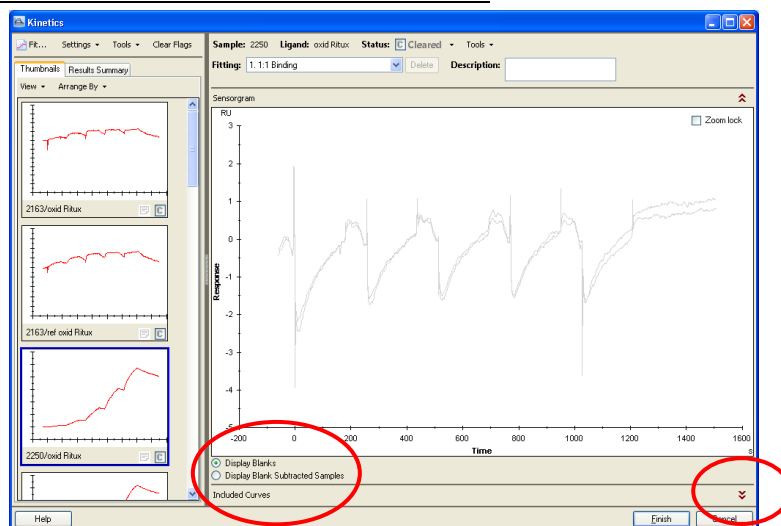 Kinetics
Fit... Settings Tools Clear Flags
Sample: 2250 Ligand: oxid Ritux Status: C Cleared Tools
Thumbnails Results Summary
Fitting: 1. 1:1 Binding Delete Description:
View Arrange By
Sensorgram
RU
Zoom lock
3
2
1
0
-1
-2
-3
-4
-5
Response
-200 0 200 400 600 800 1000 1200 1400 1600
Time
s
2163/oxid Ritux C
2163/ref oxid Ritux C
2250/oxid Ritux C
Display Blanks
Display Blank Subtracted Samples
Included Curves
Help Finish Cancel